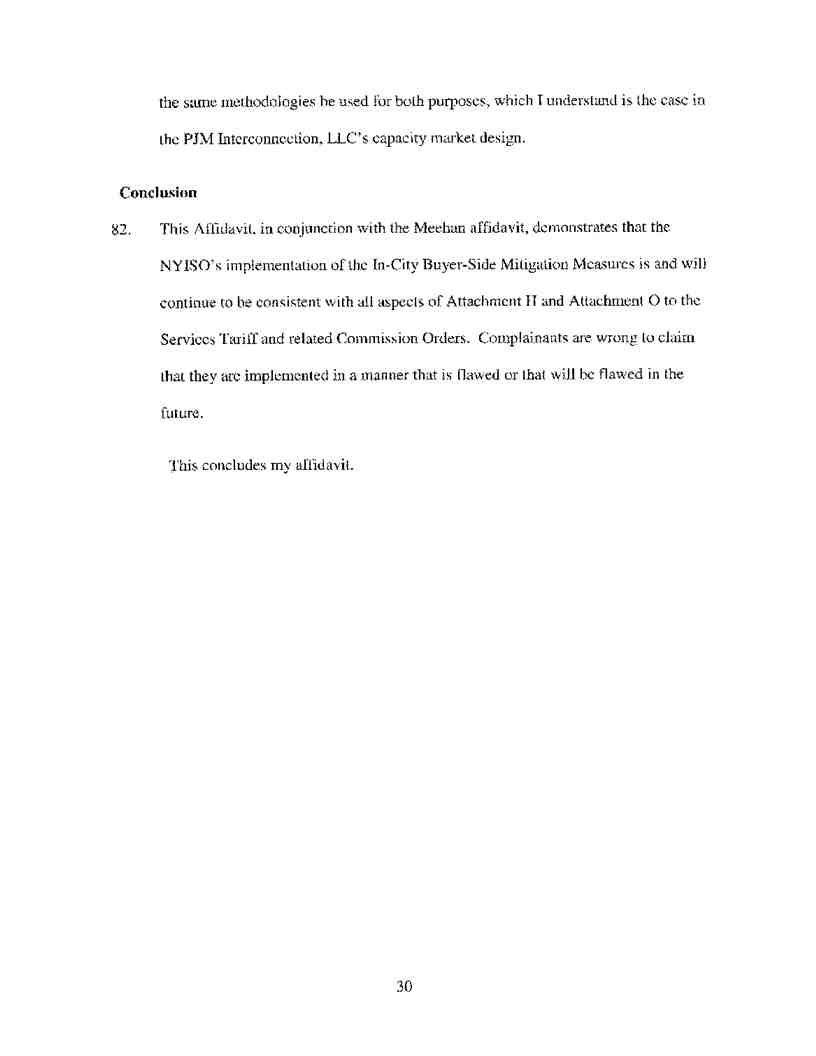 the same methodologies be used for both purposes, which I understand is the case in
the PJM Interconnection, LLC's capacity market design.
Conclusion
82. This Affidavit, in conjunction with the Meehan affidavit, demonstrates that the
NYISO's implementation of the In-City Buyer-Side Mitigation Measures is and will
continue to be consistent with all aspects of Attachment H and Attachment O to the
Services Tariff and related Commission Orders. Complainants are wrong to claim
that they are implemented in a manner that is flawed or that will be flawed in the
future.
This concludes my affidavit.
30